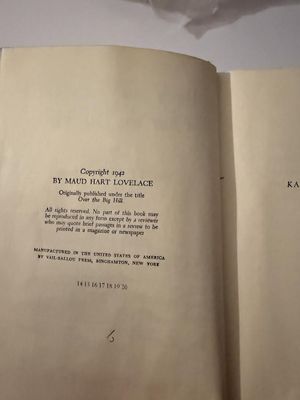 Copyright 1942
BY MAUD HART LOVELACE
Originally published under the title
Over the Big Hill
All rights reserved. No part of this book may
be reproduced in any form except by a reviewer
who may quote brief passages in a review to be
printed in a magazine or newspaper
MANUFACTURED IN THE UNITED STATES OF AMERICA
BY VAIL-BALLOU PRESS, BINGHAMTON, NEW YORK
14 15 16 17 18 19 20
KA